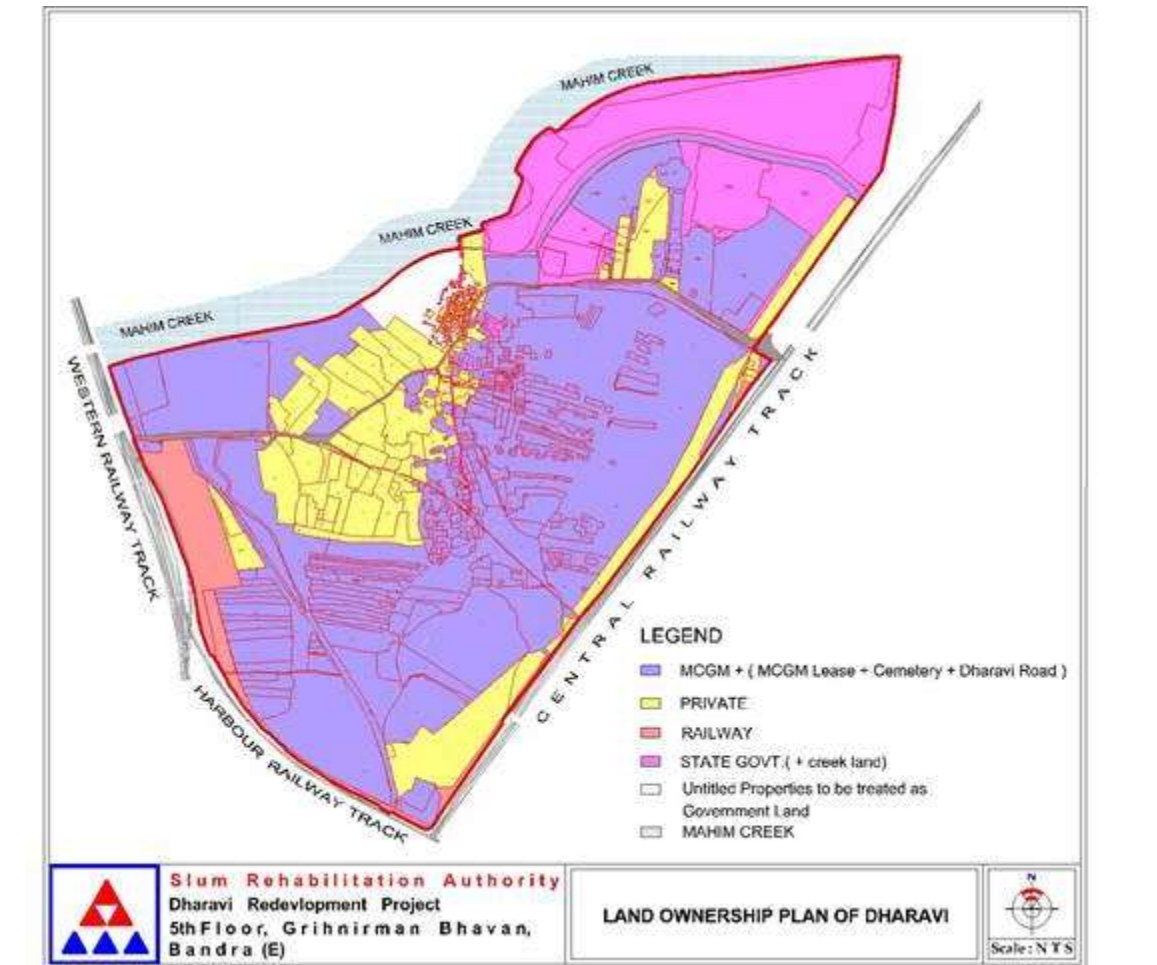 MAHIM CREEK
MAHIM CREEK
MAHIM CREEK
WESTERN RAILWAY TRACK
HARBOUR RAILWAY TRACK
CENTRAL RAILWAY TRACK
LEGEND
MCGM + ( MCGM Lease + Cemetery + Dharavi Road )
PRIVATE
RAILWAY
STATE GOVT.( + creek land)
Untitled Properties to be treated as
Government Land
MAHIM CREEK
Slum Rehabilitation Authority
Dharavi Redevlopment Project
5th Floor, Grihnirman Bhavan,
Bandra (E)
LAND OWNERSHIP PLAN OF DHARAVI
N
Scale : N T S